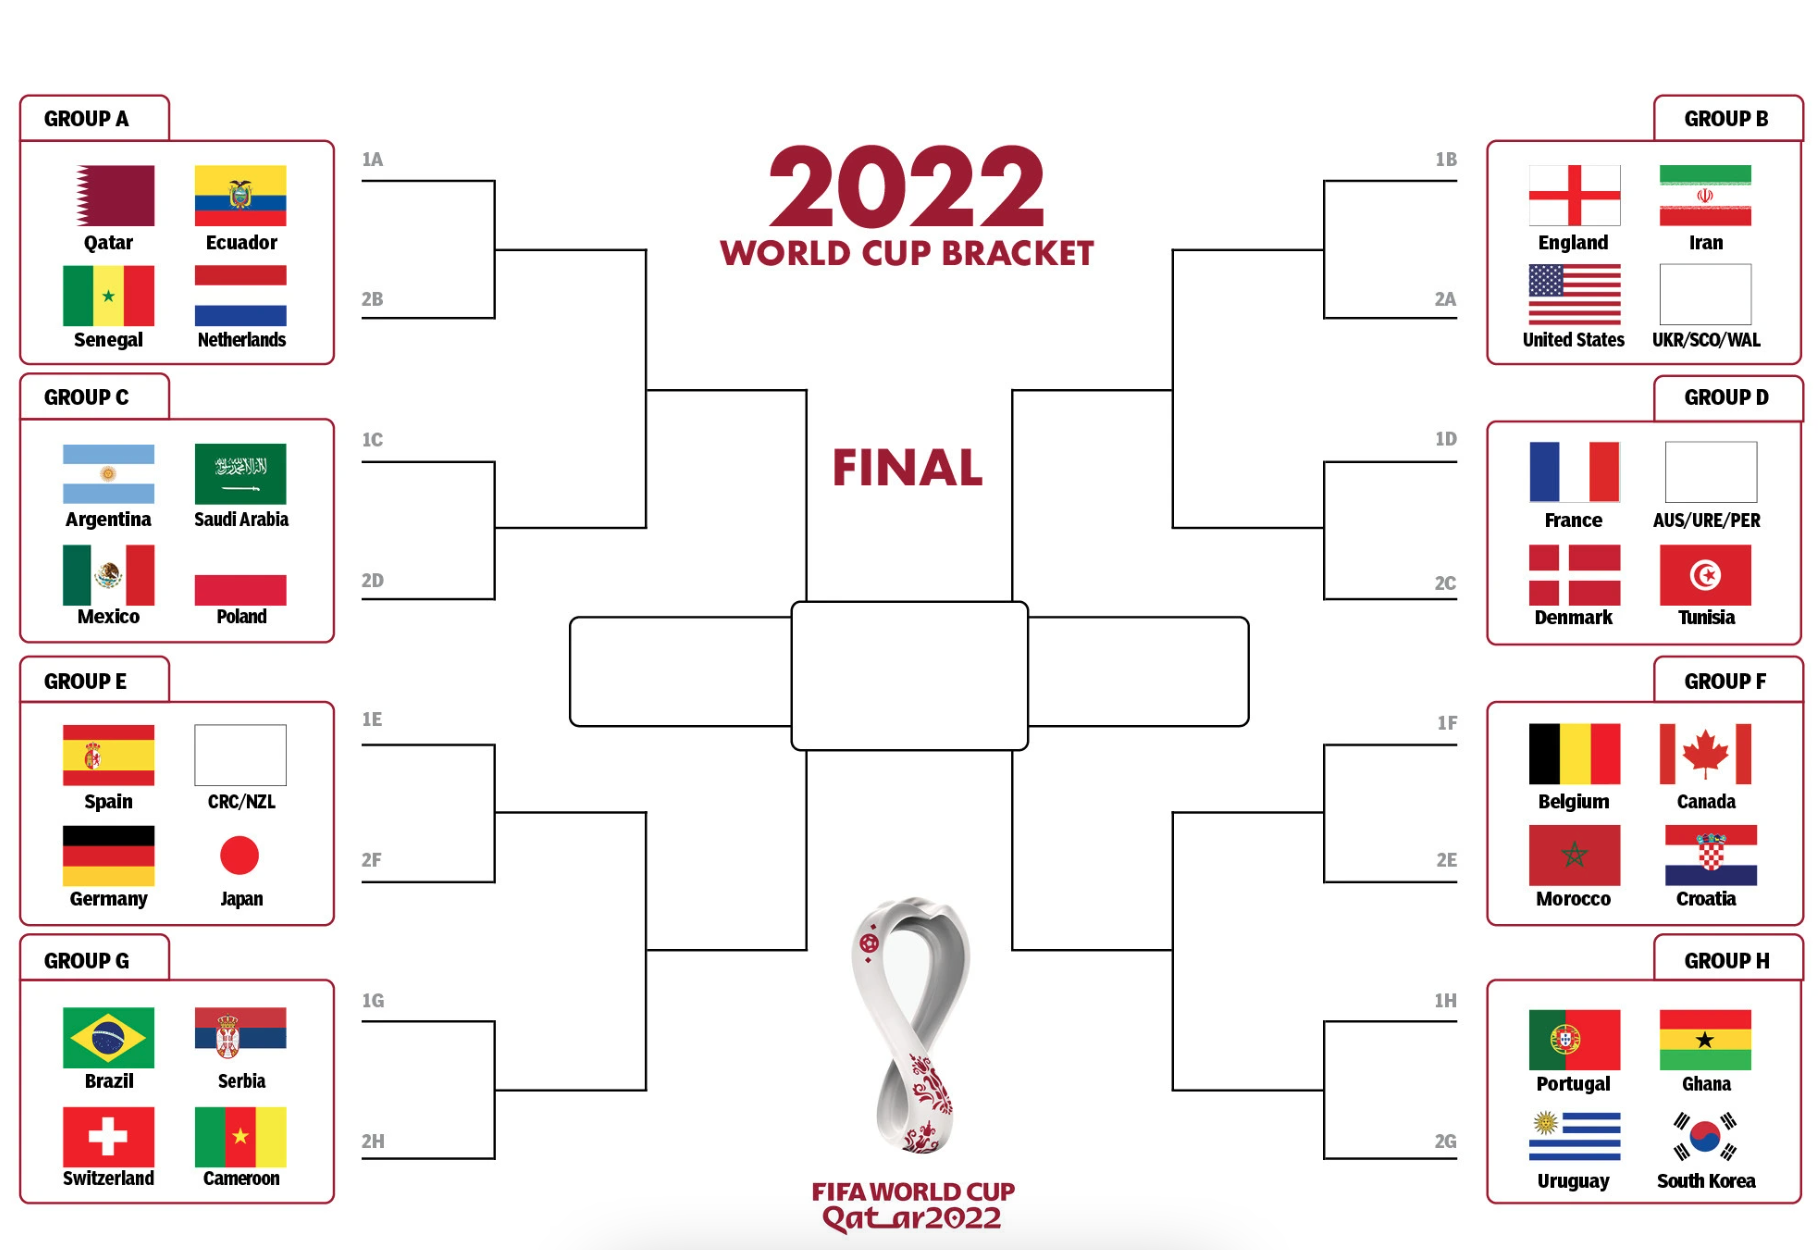 2022
WORLD CUP BRACKET
FINAL
GROUP A
Qatar
Ecuador
Senegal
Netherlands
1A
2B
GROUP C
Argentina
Saudi Arabia
Mexico
Poland
1C
2D
GROUP E
Spain
CRC/NZL
Germany
Japan
1E
2F
GROUP G
Brazil
Serbia
Switzerland
Cameroon
1G
2H
GROUP B
England
Iran
United States
UKR/SCO/WAL
1B
2A
GROUP D
France
AUS/URE/PER
Denmark
Tunisia
1D
2C
GROUP F
Belgium
Canada
Morocco
Croatia
1F
2E
GROUP H
Portugal
Ghana
Uruguay
South Korea
1H
2G
FIFA WORLD CUP
Qatar2022